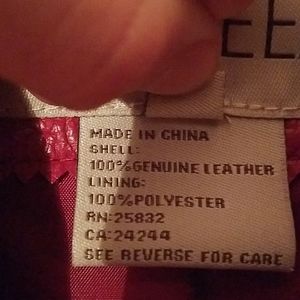 MADE IN CHINA
SHELL:
100%GENUINE LEATHER
LINING:
100%POLYESTER
RN:25832
CA:24244
SEE REVERSE FOR CARE